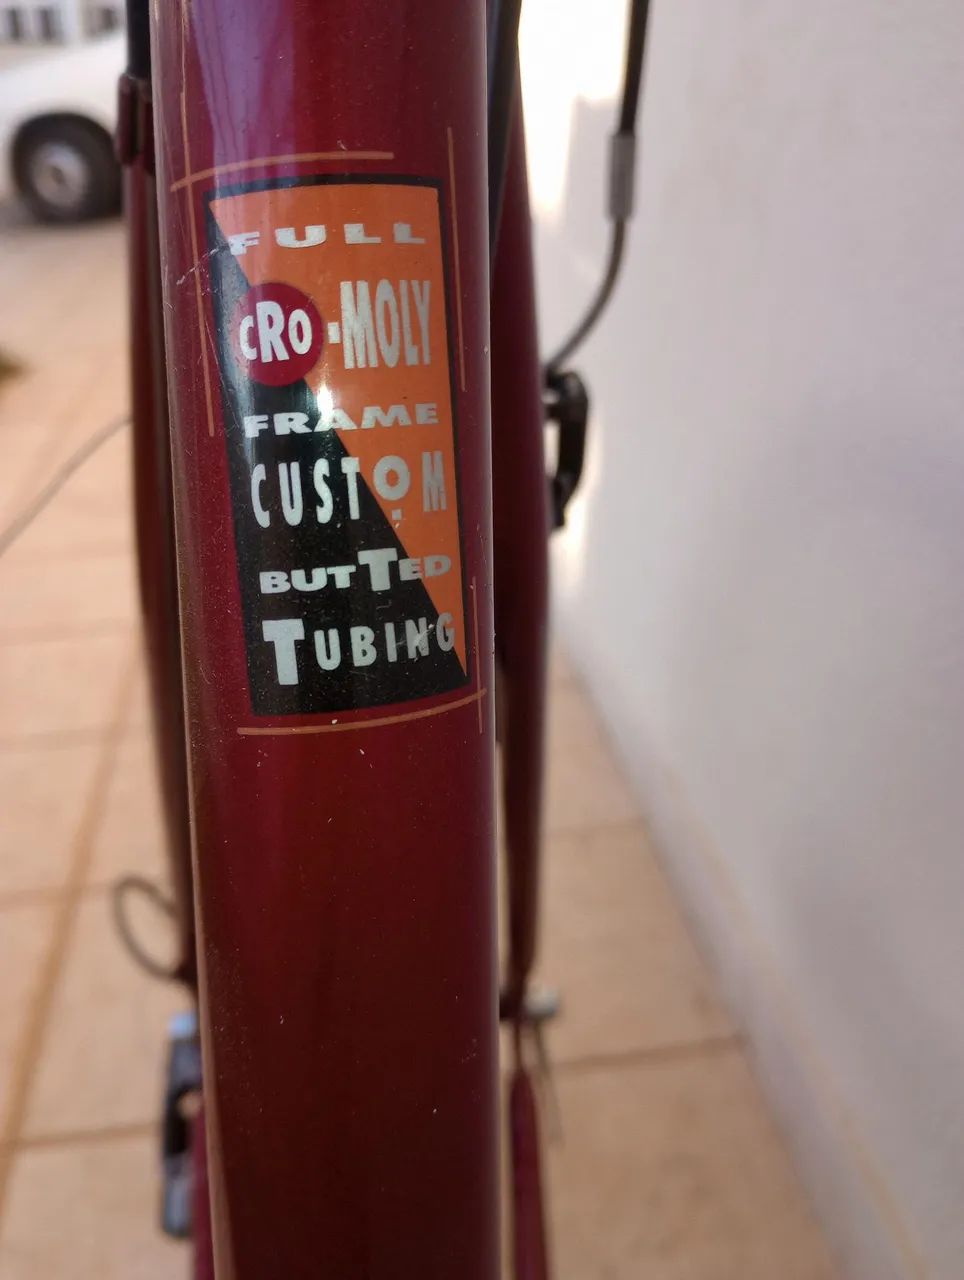 FULL
CRO-MOLY
FRAME
CUSTOM
BUTTED
TUBING